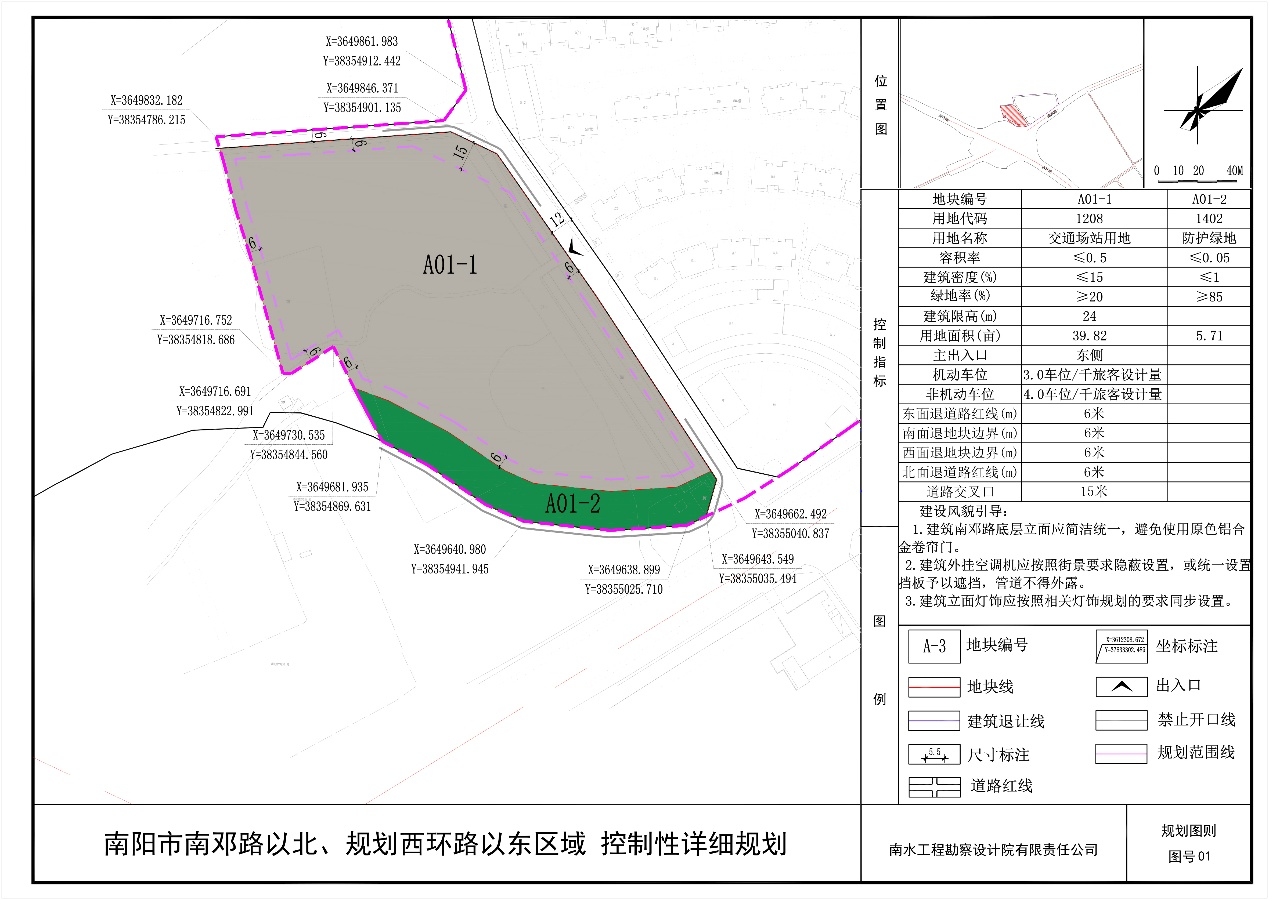 X=3649861.983
Y=38354912.442
X=3649846.371
Y=38354901.135
X=3649832.182
Y=38354786.215
6
6
15
12
6
6
A01-1
X=3649716.752
Y=38354818.686
6
6
X=3649716.691
Y=38354822.991
X=3649730.535
Y=38354844.560
6
X=3649681.935
Y=38354869.631
A01-2
X=3649662.492
Y=38355040.837
X=3649640.980
Y=38354941.945
X=3649643.549
Y=38355035.494
X=3649638.899
Y=38355025.710
位置图
0 10 20 40M
控制指标
地块编号 A01-1 A01-2
用地代码 1208 1402
用地名称 交通场站用地 防护绿地
容积率 ≤0.5 ≤0.05
建筑密度(%) ≤15 ≤1
绿地率(%) ≥20 ≥85
建筑限高(m) 24
用地面积(亩) 39.82 5.71
主出入口 东侧
机动车位 3.0车位/千旅客设计量
非机动车位 4.0车位/千旅客设计量
东面退道路红线(m) 6米
南面退地块边界(m) 6米
西面退地块边界(m) 6米
北面退道路红线(m) 6米
道路交叉口 15米
建设风貌引导:
1.建筑南邓路底层立面应简洁统一，避免使用原色铝合
金卷帘门。
2.建筑外挂空调机应按照街景要求隐蔽设置，或统一设置
挡板予以遮挡，管道不得外露。
3.建筑立面灯饰应按照相关灯饰规划的要求同步设置。
图例
A-3 地块编号
坐标标注
地块线
出入口
建筑退让线
禁止开口线
5.5 尺寸标注
规划范围线
道路红线
南阳市南邓路以北、规划西环路以东区域 控制性详细规划
南水工程勘察设计院有限责任公司
规划图则
图号 01